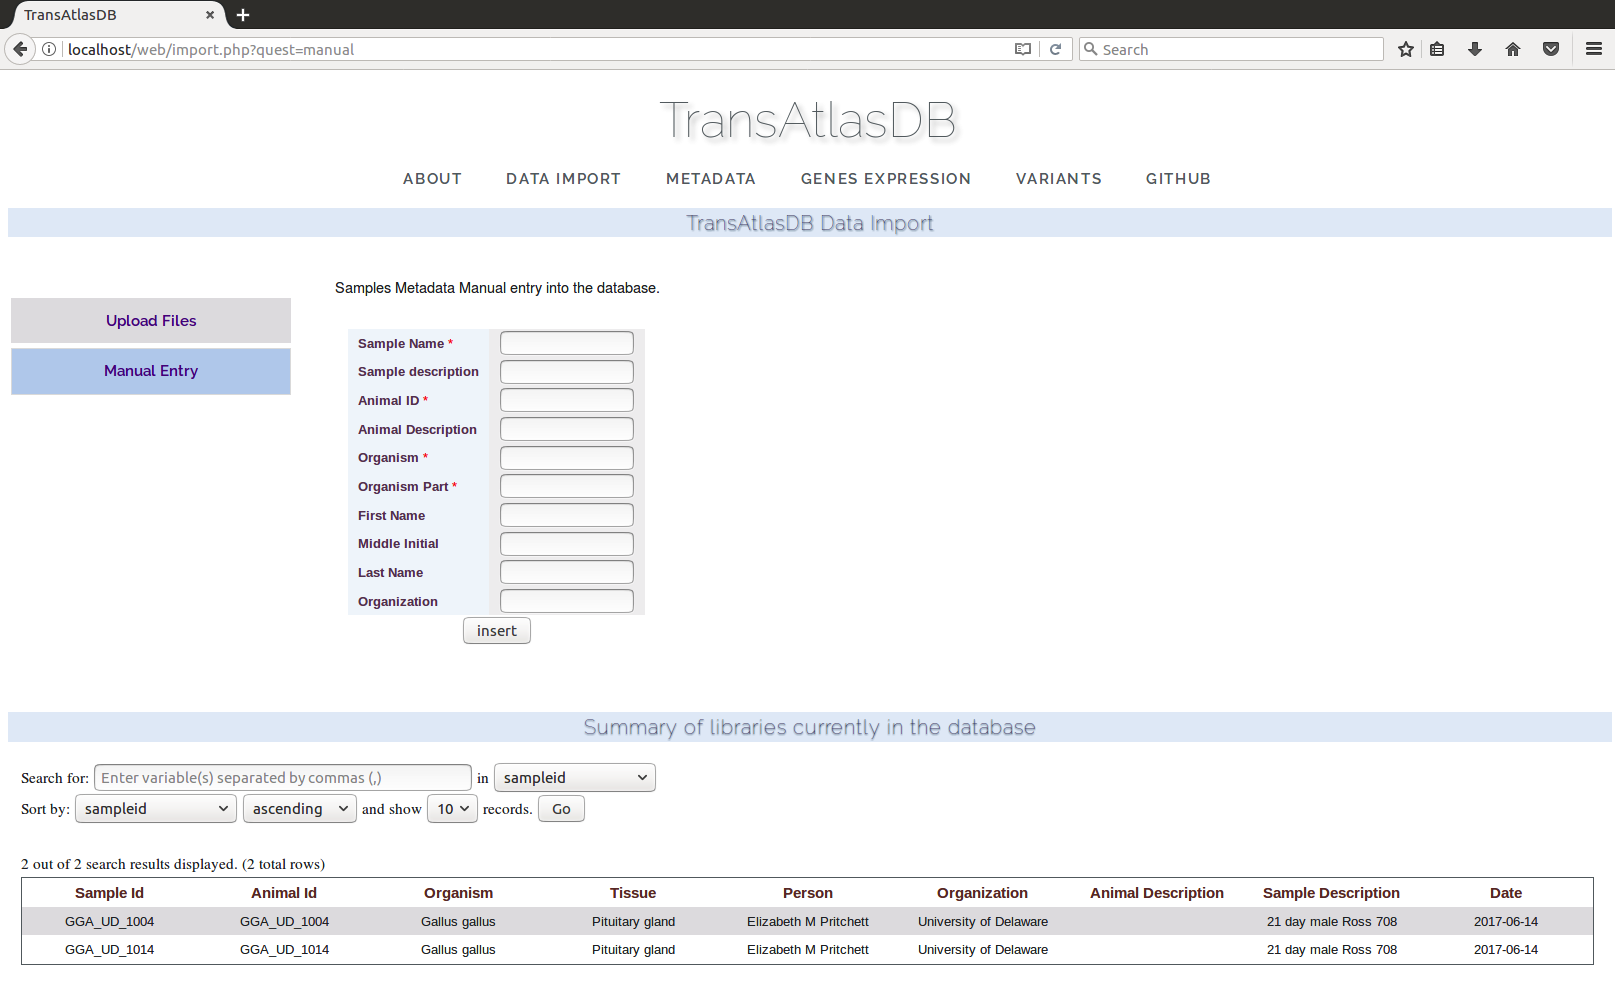 TransAtlasDB
localhost/web/import.php?quest=manual
Search
TransAtlasDB
ABOUT DATA IMPORT METADATA GENES EXPRESSION VARIANTS GITHUB
TransAtlasDB Data Import
Samples Metadata Manual entry into the database.
Upload Files
Manual Entry
Sample Name *
Sample description
Animal ID *
Animal Description
Organism *
Organism Part *
First Name
Middle Initial
Last Name
Organization
insert
Summary of libraries currently in the database
Search for: Enter variable(s) separated by commas (,) in sampleid
Sort by: sampleid ascending and show 10 records. Go
2 out of 2 search results displayed. (2 total rows)
Sample Id Animal Id Organism Tissue Person Organization Animal Description Sample Description Date
GGA_UD_1004 GGA_UD_1004 Gallus gallus Pituitary gland Elizabeth M Pritchett University of Delaware 21 day male Ross 708 2017-06-14
GGA_UD_1014 GGA_UD_1014 Gallus gallus Pituitary gland Elizabeth M Pritchett University of Delaware 21 day male Ross 708 2017-06-14